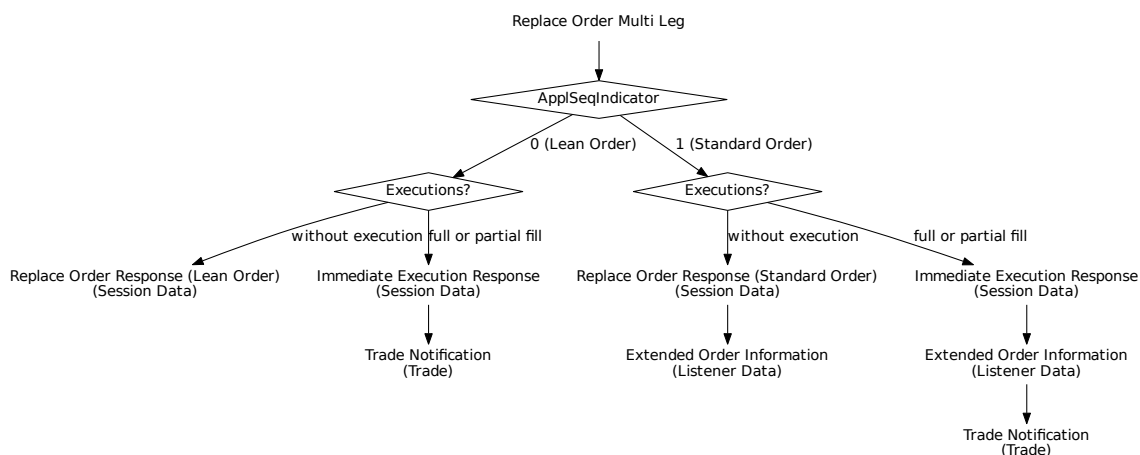 Replace Order Multi Leg
ApplSeqIndicator
0 (Lean Order)
1 (Standard Order)
Executions?
Executions?
without execution
full or partial fill
without execution
full or partial fill
Replace Order Response (Lean Order)
(Session Data)
Immediate Execution Response
(Session Data)
Replace Order Response (Standard Order)
(Session Data)
Immediate Execution Response
(Session Data)
Trade Notification
(Trade)
Extended Order Information
(Listener Data)
Extended Order Information
(Listener Data)
Trade Notification
(Trade)